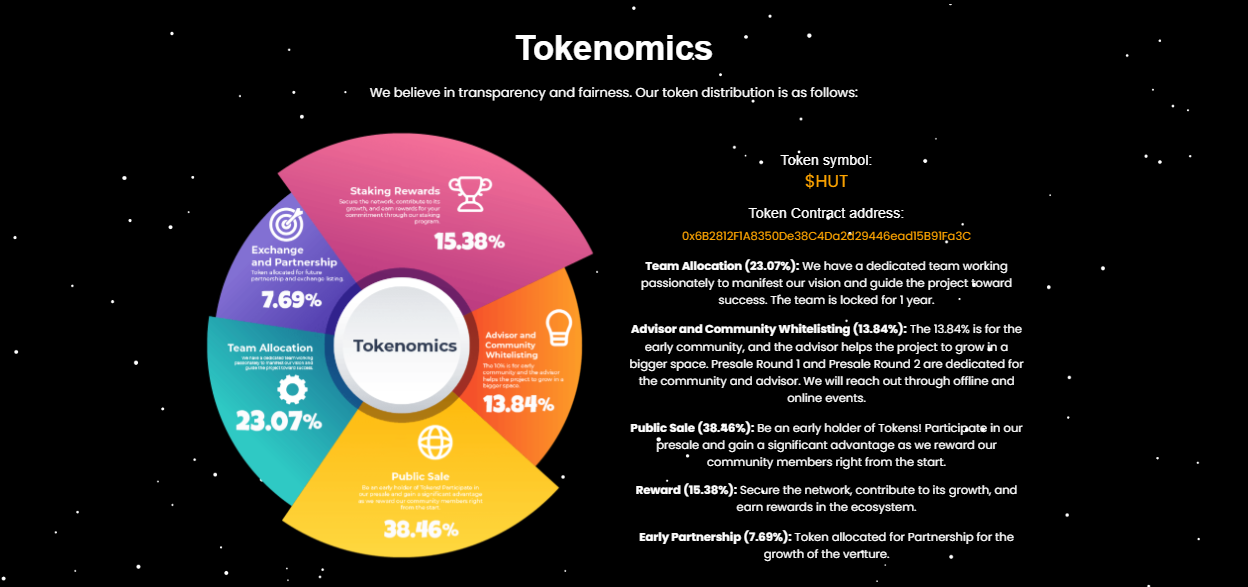 Tokenomics
We believe in transparency and fairness. Our token distribution is as follows:
Staking Rewards
Secure the network, contribute to its
growth, and earn rewards for your
commitment through our staking
program.
15.38%
Exchange
and Partnership
Token allocated for future
partnership and exchange listing.
7.69%
Team Allocation
We have a dedicated team working
passionately to manifest our vision and
guide the project toward success.
23.07%
Tokenomics
Advisor and
Community
Whitelisting
The 10% is for early
community and the advisor
helps the project to grow in a
bigger space.
13.84%
Public Sale
Be an early holder of Tokens! Participate in
our presale and gain a significant advantage
as we reward our community members right
from the start.
38.46%
Token symbol:
$HUT
Token Contract address:
0x6B2812F1A8350De38C4Da2d29446ead15B91Fa3C
Team Allocation (23.07%): We have a dedicated team working
passionately to manifest our vision and guide the project toward
success. The team is locked for 1 year.
Advisor and Community Whitelisting (13.84%): The 13.84% is for the
early community, and the advisor helps the project to grow in a
bigger space. Presale Round 1 and Presale Round 2 are dedicated for
the community and advisor. We will reach out through offline and
online events.
Public Sale (38.46%): Be an early holder of Tokens! Participate in our
presale and gain a significant advantage as we reward our
community members right from the start.
Reward (15.38%): Secure the network, contribute to its growth, and
earn rewards in the ecosystem.
Early Partnership (7.69%): Token allocated for Partnership for the
growth of the venture.